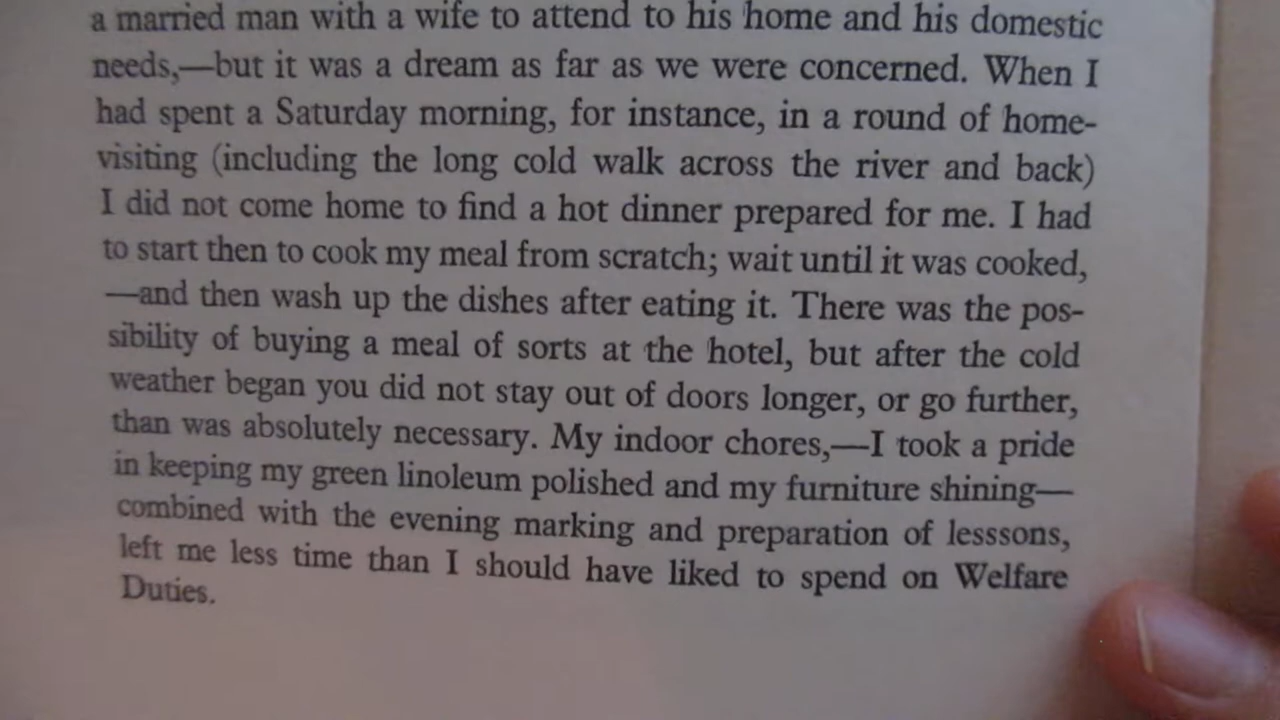 a married man with a wife to attend to his home and his domestic
needs,—but it was a dream as far as we were concerned. When I
had spent a Saturday morning, for instance, in a round of home-
visiting (including the long cold walk across the river and back)
I did not come home to find a hot dinner prepared for me. I had
to start then to cook my meal from scratch; wait until it was cooked,
—and then wash up the dishes after eating it. There was the pos-
sibility of buying a meal of sorts at the hotel, but after the cold
weather began you did not stay out of doors longer, or go further,
than was absolutely necessary. My indoor chores,—I took a pride
in keeping my green linoleum polished and my furniture shining—
combined with the evening marking and preparation of lesssons,
left me less time than I should have liked to spend on Welfare
Duties.